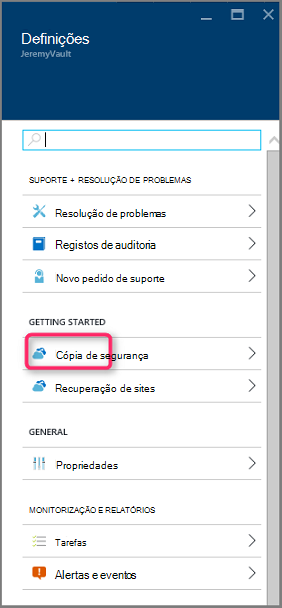 Definições
JeremyVault
SUPORTE + RESOLUÇÃO DE PROBLEMAS
Resolução de problemas
Registos de auditoria
Novo pedido de suporte
GETTING STARTED
Cópia de segurança
Recuperação de sites
GENERAL
Propriedades
MONITORIZAÇÃO E RELATÓRIOS
Tarefas
Alertas e eventos